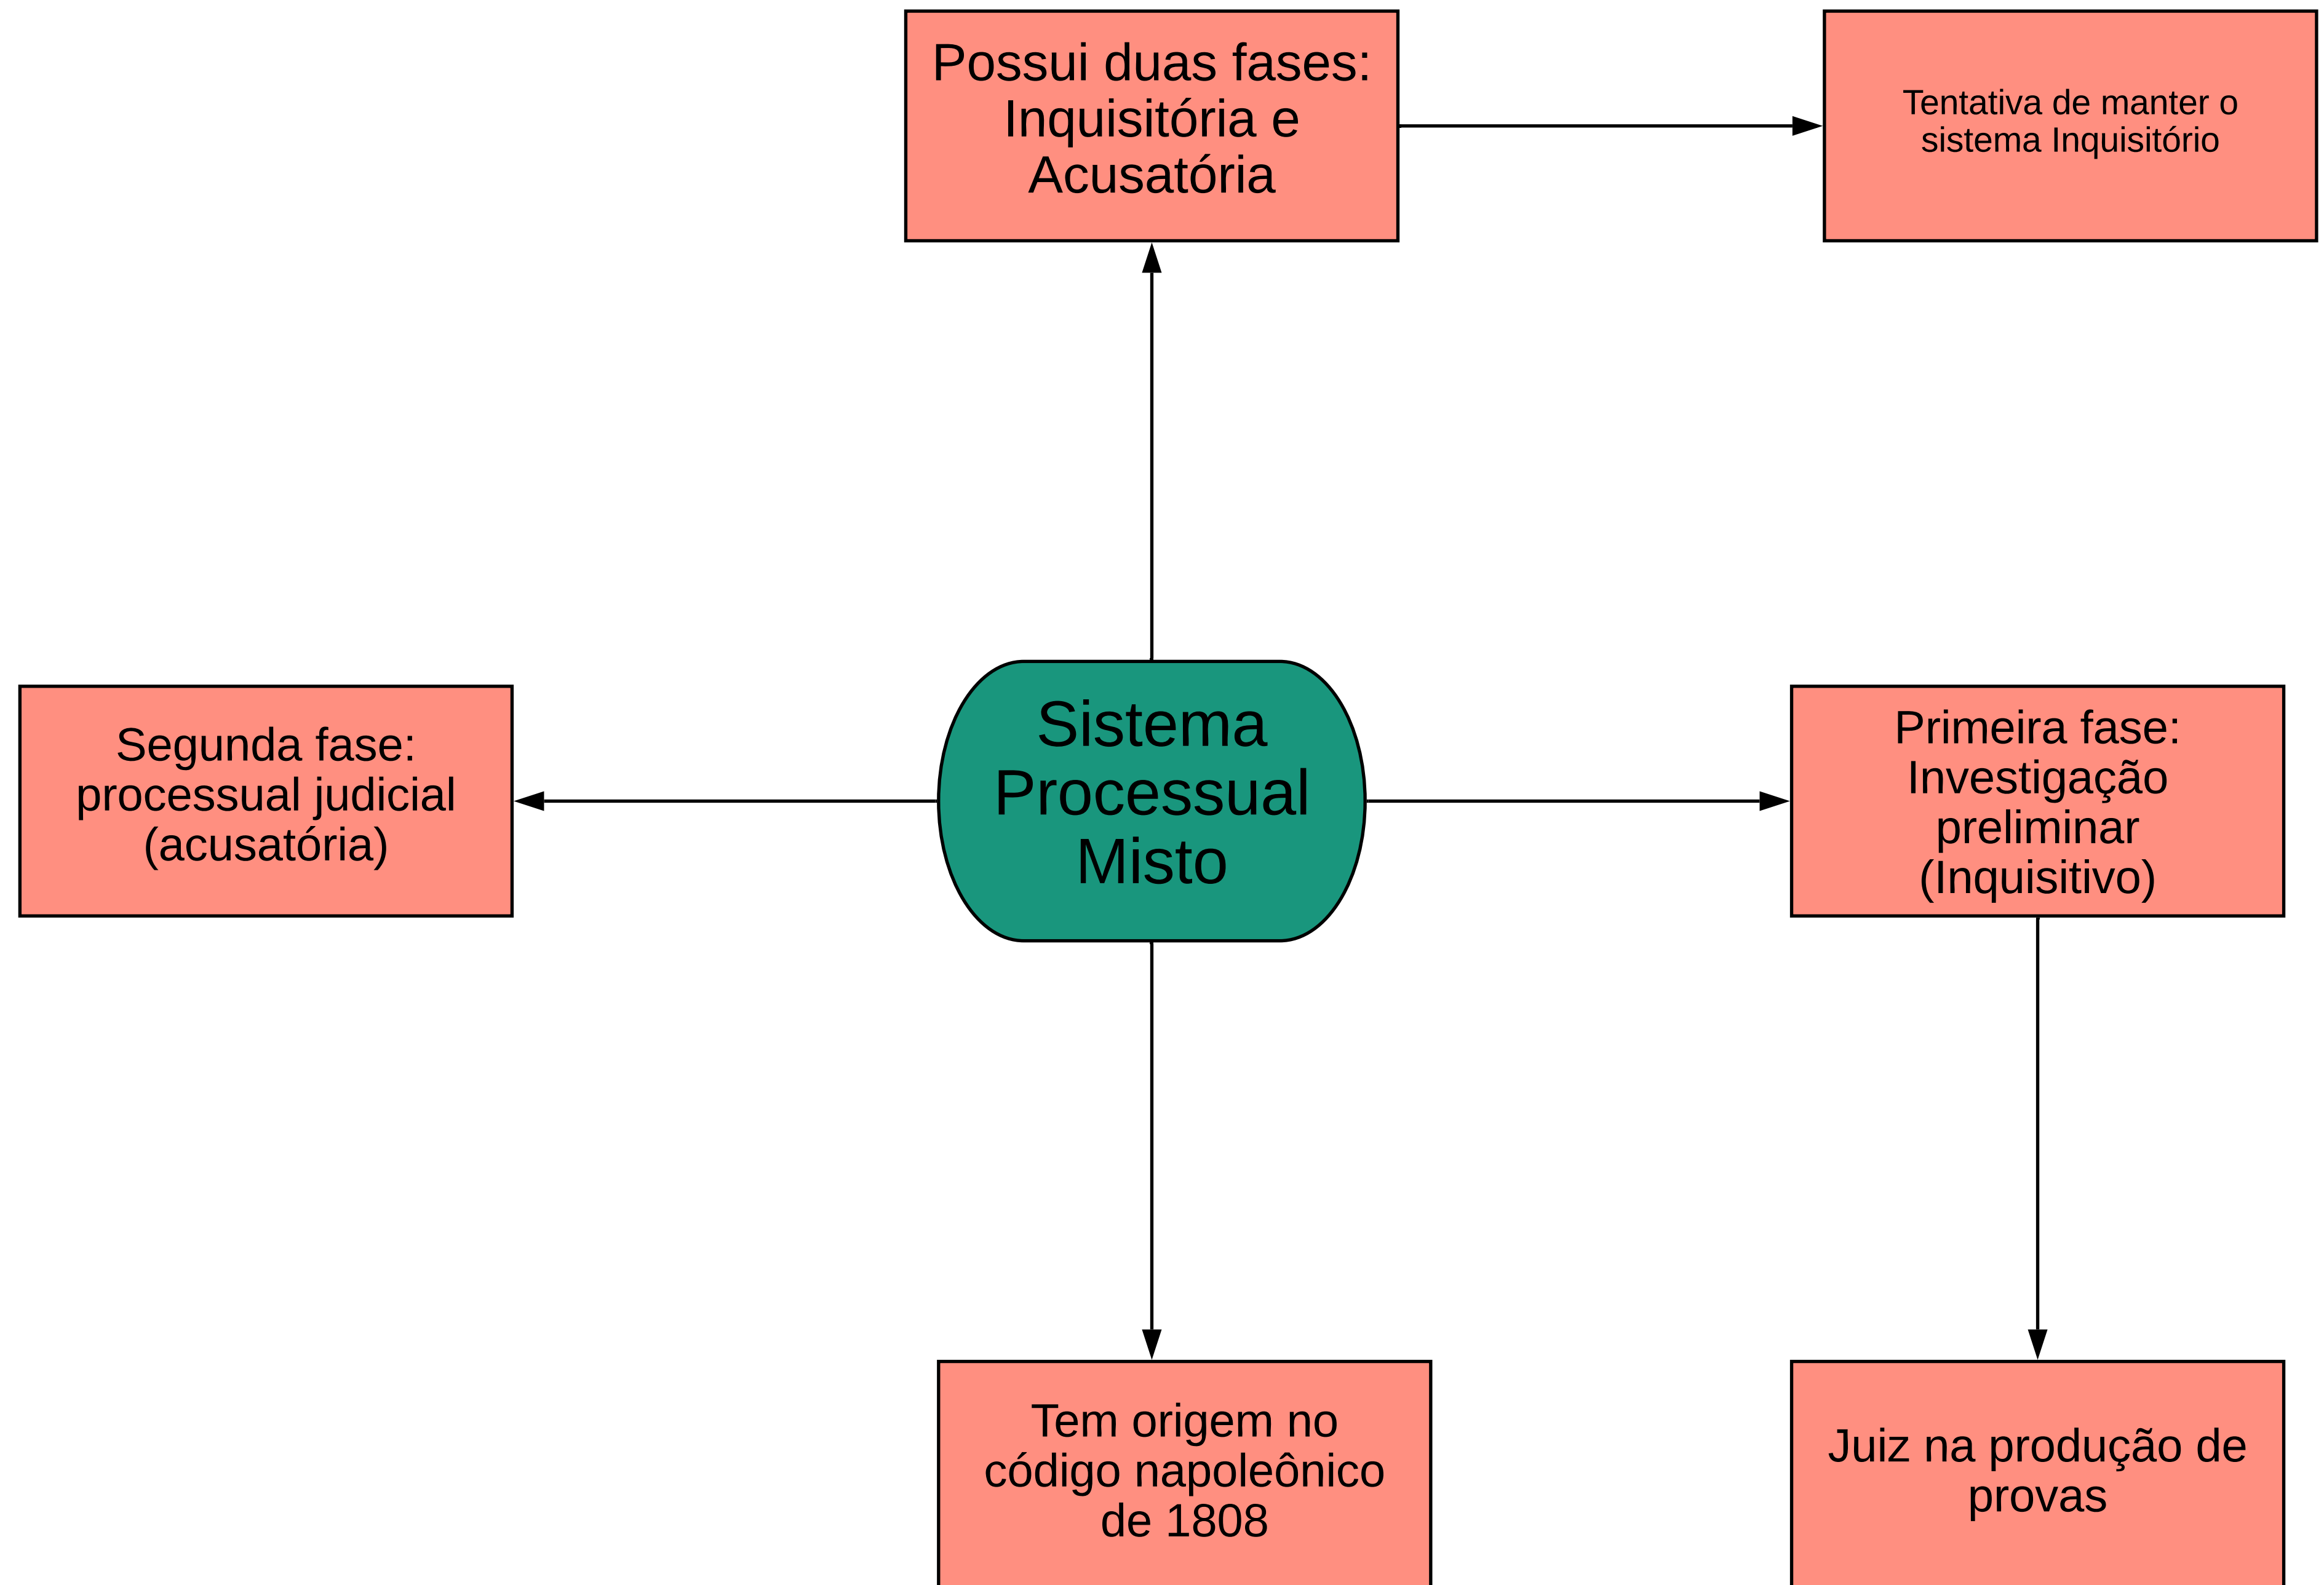 Possui duas fases:
Inquisitória e
Acusatória
Tentativa de manter o
sistema Inquisitório
Segunda fase:
processual judicial
(acusatória)
Sistema
Processual
Misto
Primeira fase:
Investigação
preliminar
(Inquisitivo)
Tem origem no
código napoleônico
de 1808
Juiz na produção de
provas